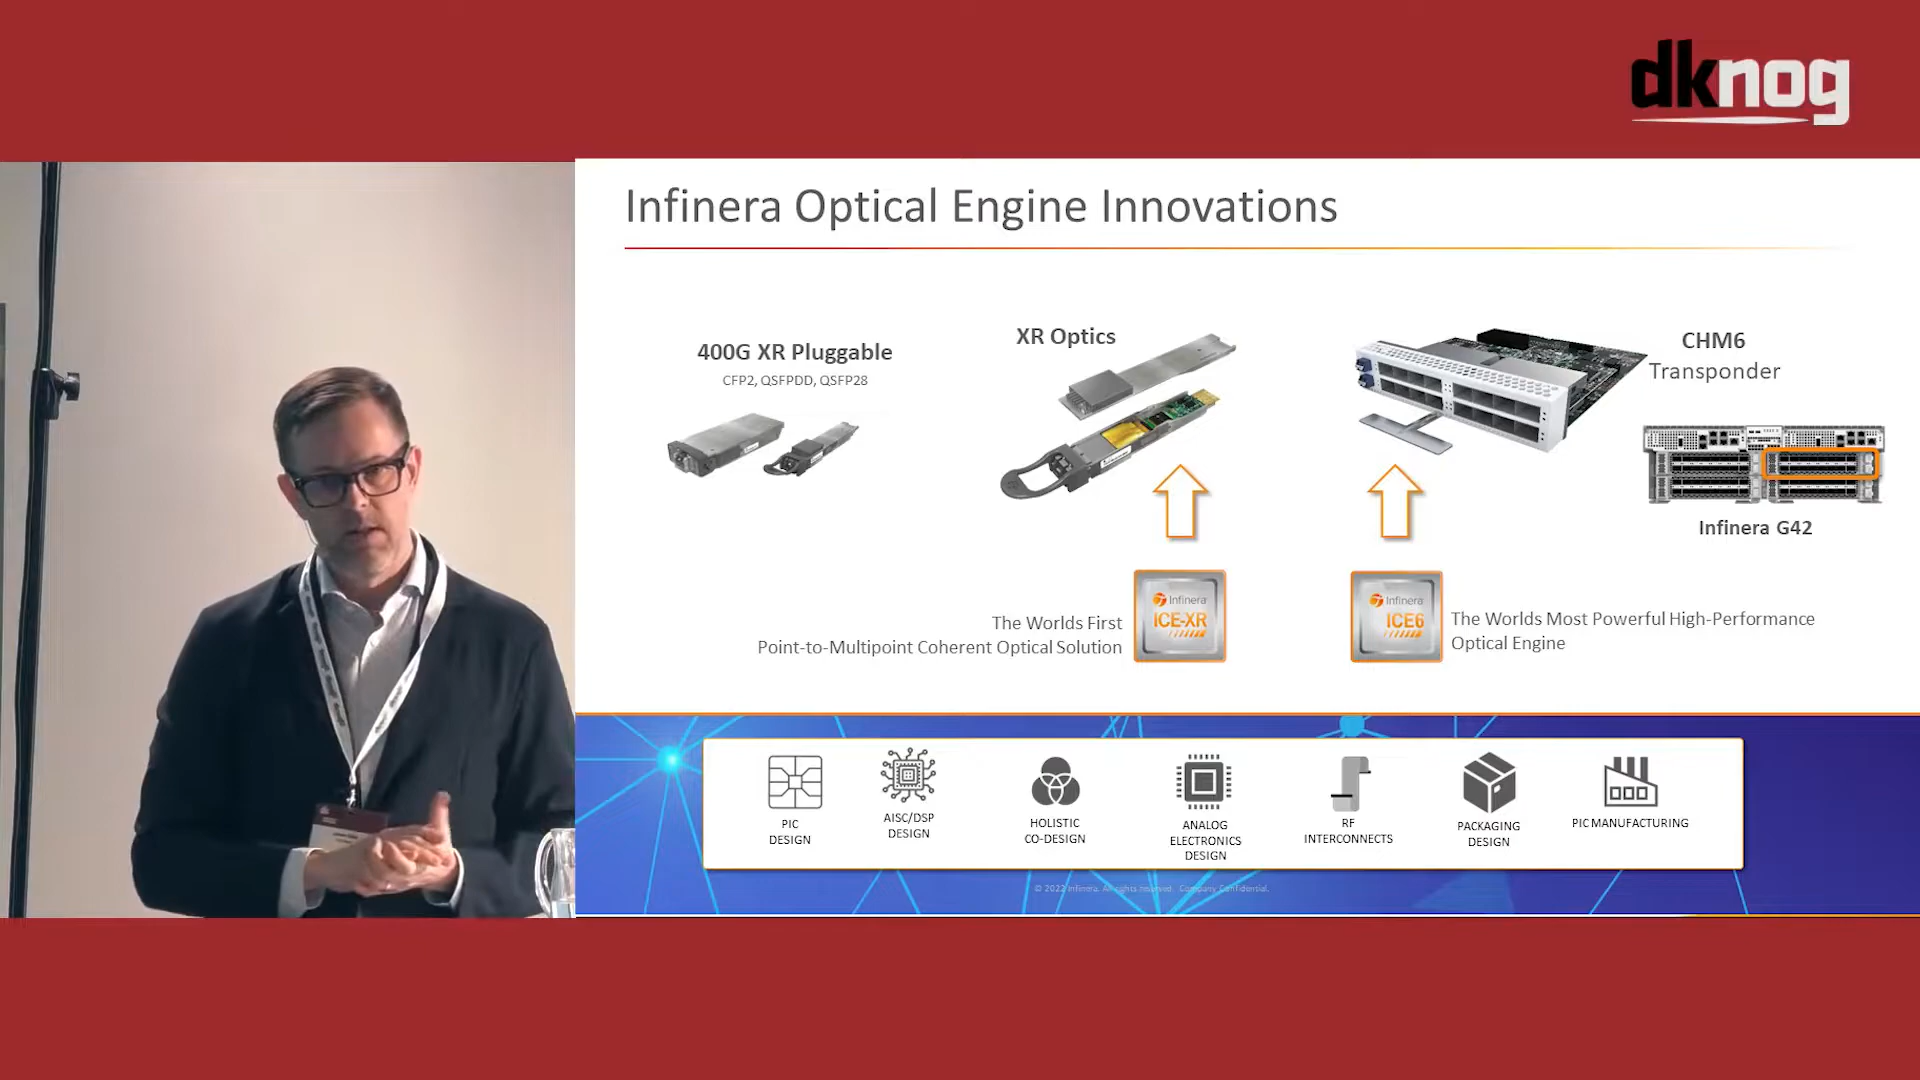 dknog
Infinera Optical Engine Innovations
400G XR Pluggable
CFP2, QSFPDD, QSFP28
XR Optics
CHM6
Transponder
Infinera G42
The Worlds First
Point-to-Multipoint Coherent Optical Solution
Infinera
ICE-XR
Infinera
ICE6
The Worlds Most Powerful High-Performance
Optical Engine
PIC
DESIGN
AISC/DSP
DESIGN
HOLISTIC
CO-DESIGN
ANALOG
ELECTRONICS
DESIGN
RF
INTERCONNECTS
PACKAGING
DESIGN
PIC MANUFACTURING
© 2022 Infinera. All rights reserved. Company Confidential.